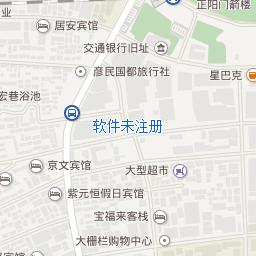 业
居安宾馆
正阳门箭楼
交通银行旧址
彦民国都旅行社
星巴克
宏巷浴池
软件未注册
京文宾馆
大型超市
紫元恒假日宾馆
宝福来客栈
大栅栏购物中心